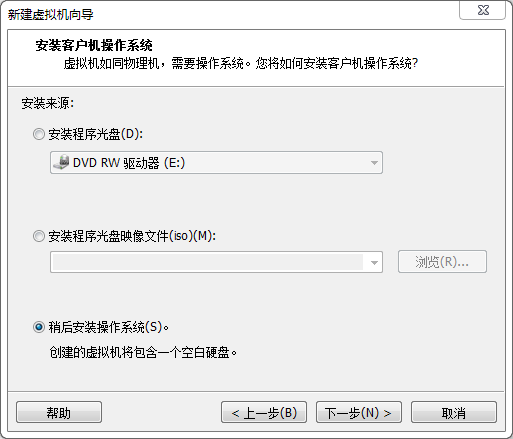 新建虚拟机向导
安装客户机操作系统
虚拟机如同物理机，需要操作系统。您将如何安装客户机操作系统?
安装来源:
安装程序光盘(D):
DVD RW 驱动器 (E:)
安装程序光盘映像文件(iso)(M):
浏览(R)...
稍后安装操作系统(S)。
创建的虚拟机将包含一个空白硬盘。
帮助
< 上一步(B)
下一步(N) >
取消